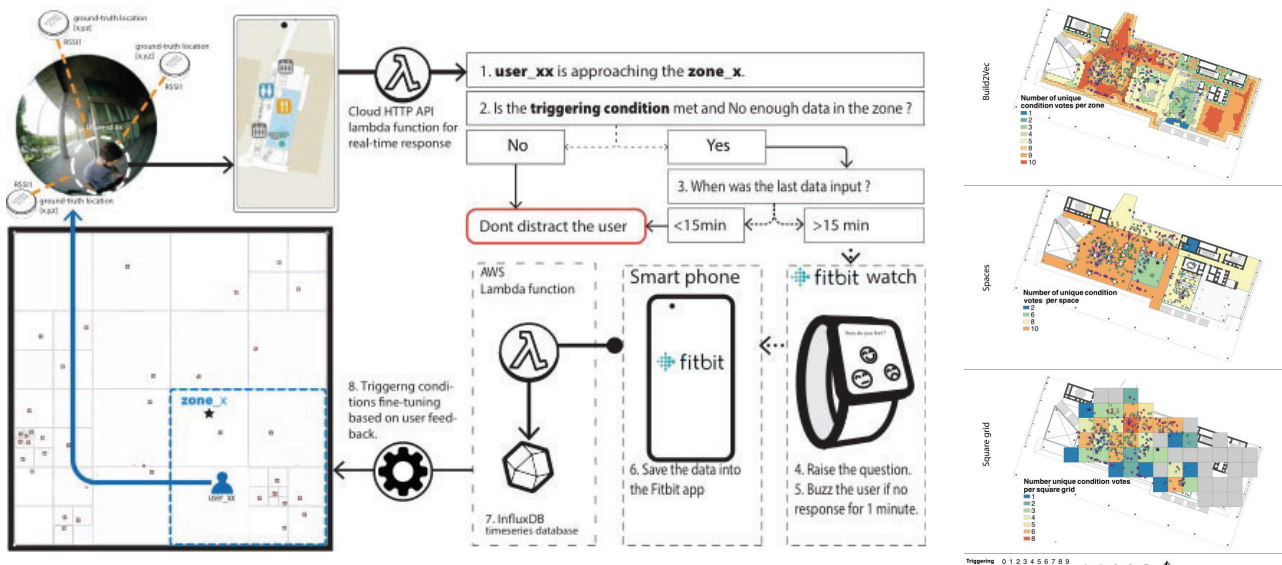 ground-truth location
[x,y,z]
RSSI1
ground-truth location
[x,y,z]
RSSI1
RSSI1
ground-truth location
[x,y,z]
Cloud HTTP API
lambda function for
real-time response
1. user_xx is approaching the zone_x.
2. Is the triggering condition met and No enough data in the zone ?
No
Yes
3. When was the last data input ?
Dont distract the user
<15min
>15 min
AWS
Lambda function
Smart phone
fitbit watch
fitbit
How do you feel?
zone_x
user_xx
8. Triggerng condi-
tions fine-tuning
based on user feed-
back.
7. InfluxDB
timeseries database
6. Save the data into
the Fitbit app
4. Raise the question.
5. Buzz the user if no
response for 1 minute.
Build2Vec
Number of unique
condition votes per zone
1
2
3
4
5
8
9
10
Spaces
Number of unique condition
votes per space
2
6
8
10
Square grid
Number unique condition votes
per square grid
1
2
3
4
5
6
8
Triggering 0 1 2 3 4 5 6 7 8 9